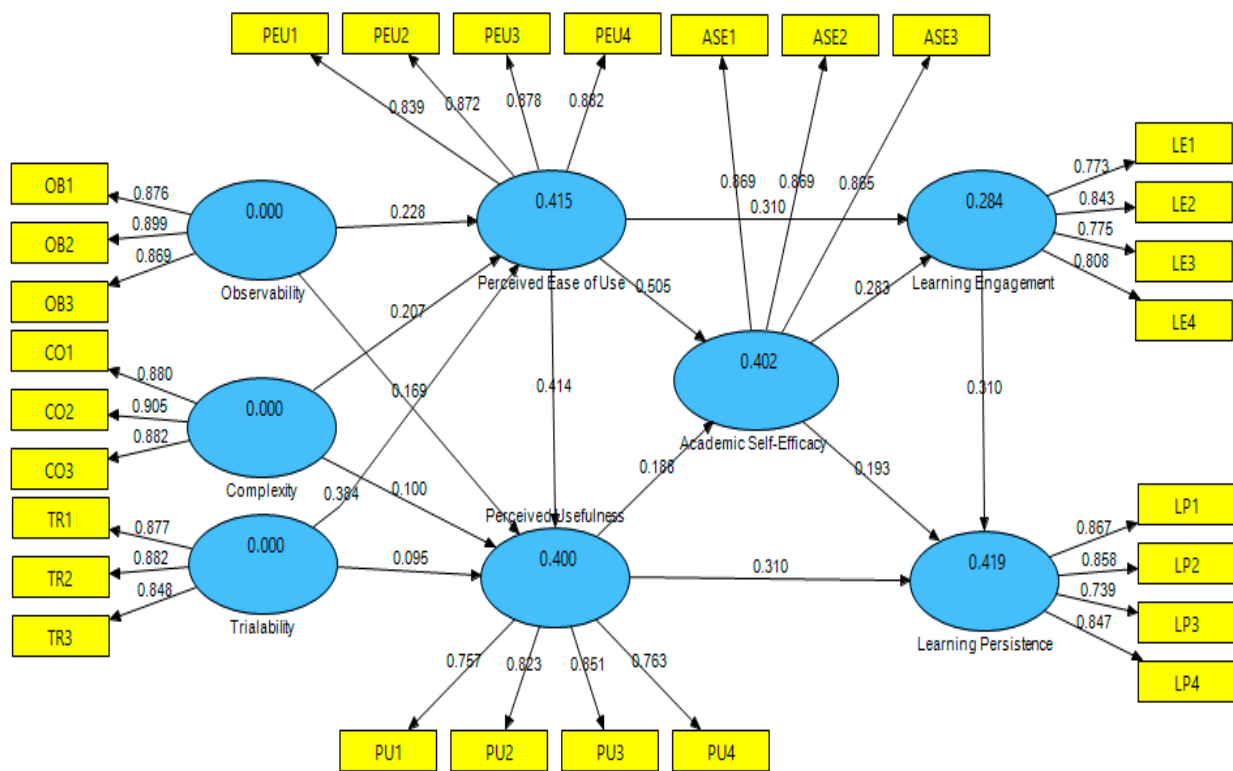 PEU1
PEU2
PEU3
PEU4
ASE1
ASE2
ASE3
0.839
0.872
0.878
0.882
0.869
0.869
0.865
OB1
OB2
OB3
0.876
0.899
0.869
0.000
Observability
0.228
0.415
Perceived Ease of Use
0.310
0.284
Learning Engagement
0.773
0.843
0.775
0.808
LE1
LE2
LE3
LE4
0.207
0.169
0.384
0.414
0.505
0.283
0.310
CO1
CO2
CO3
0.880
0.905
0.882
0.000
Complexity
0.100
0.402
Academic Self-Efficacy
0.188
0.193
TR1
TR2
TR3
0.877
0.882
0.848
0.000
Trialability
0.095
Perceived Usefulness
0.400
0.310
0.419
Learning Persistence
0.867
0.858
0.739
0.847
LP1
LP2
LP3
LP4
0.757
0.823
0.851
0.763
PU1
PU2
PU3
PU4